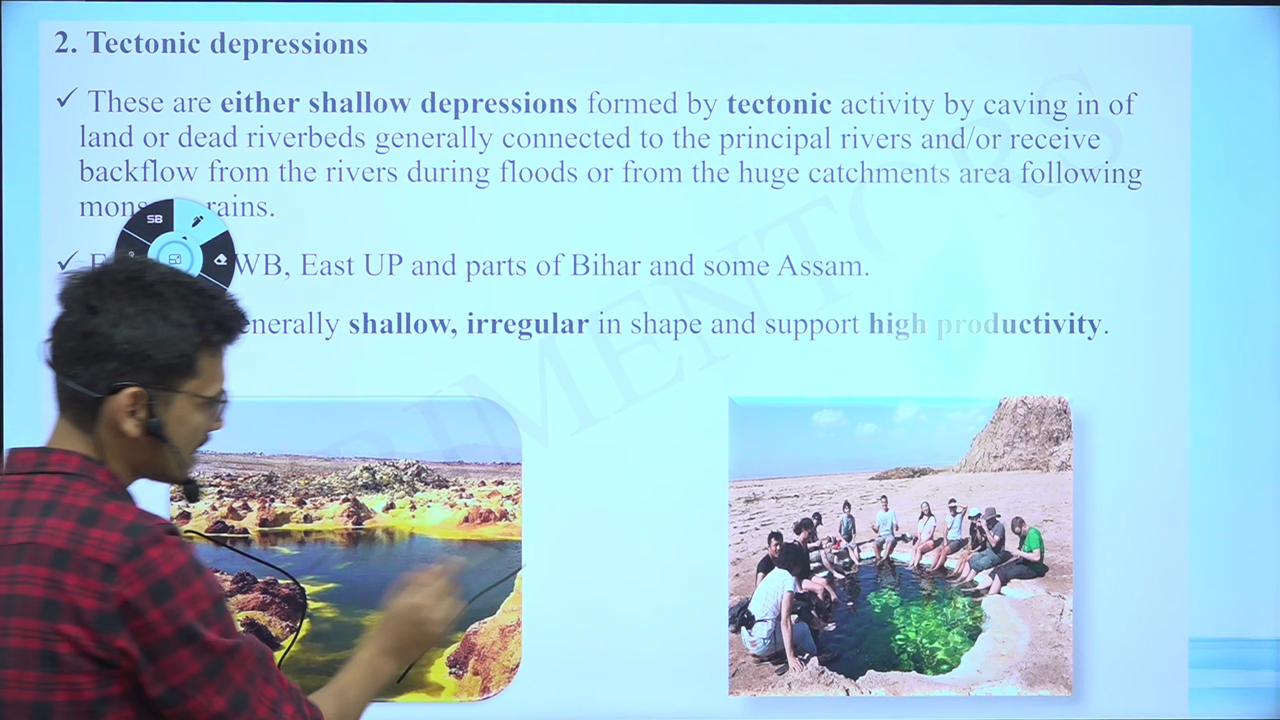 2. Tectonic depressions
✓ These are either shallow depressions formed by tectonic activity by caving in of
land or dead riverbeds generally connected to the principal rivers and/or receive
backflow from the rivers during floods or from the huge catchments area following
rains.
SB
✓ WB, East UP and parts of Bihar and some Assam.
shallow, irregular in shape and support high productivity.